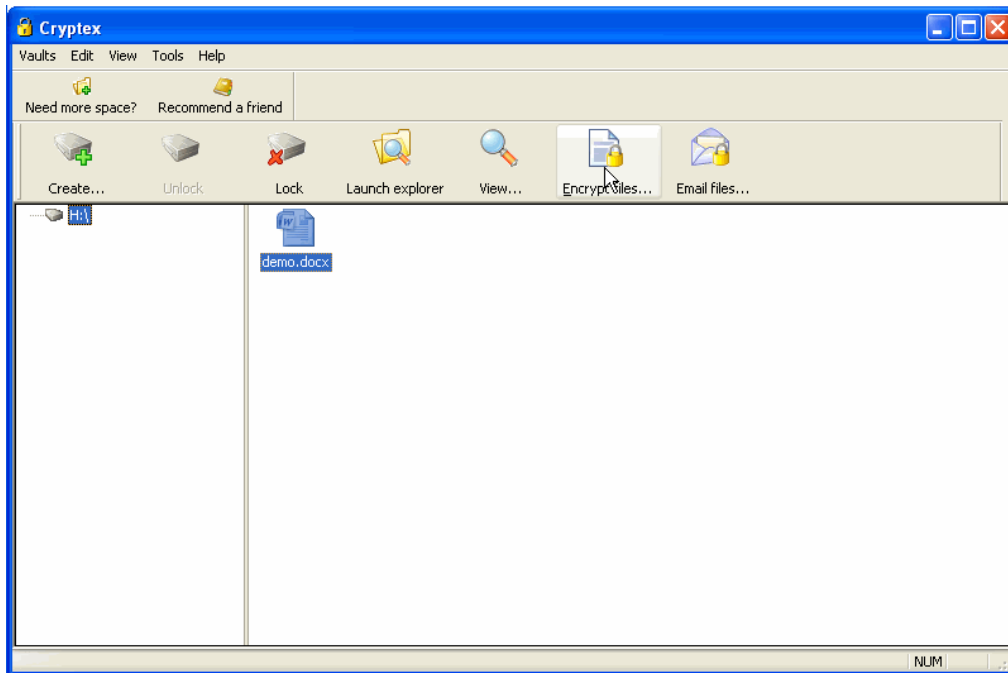 Cryptex
Vaults Edit View Tools Help
Need more space? Recommend a friend
Create... Unlock Lock Launch explorer View... Encrypt files... Email files...
H:\
demo.docx
NUM